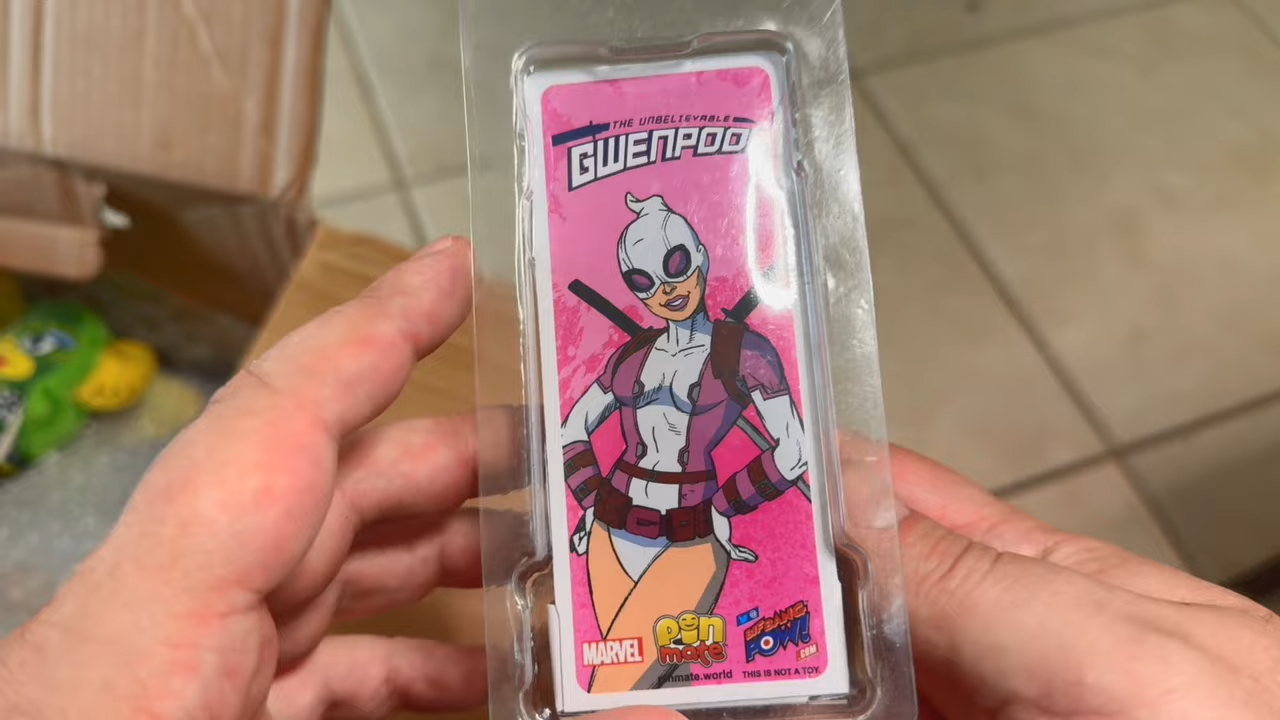 THE UNBELIEVABLE
GWENPOO
MARVEL
Pin
mate
BIF BANG
POW!
.COM
pinmate.world
THIS IS NOT A TOY.